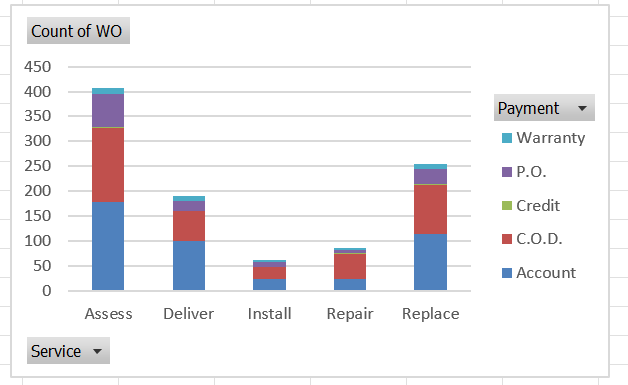 Count of WO
450
400
350
300
250
200
150
100
50
0
Assess Deliver Install Repair Replace
Payment
Warranty
P.O.
Credit
C.O.D.
Account
Service